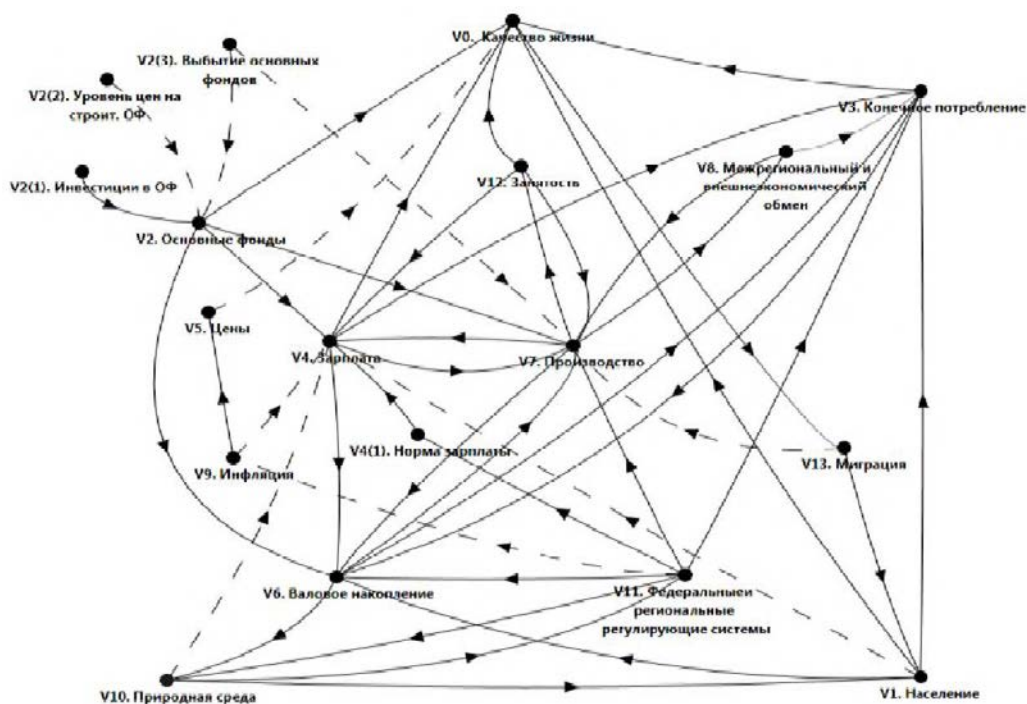 V0. Качество жизни
V2(3). Выбытие основных
фондов
V2(2). Уровень цен на
строит. ОФ
V3. Конечное потребление
V2(1). Инвестиции в ОФ
V12. Занятость
V8. Межрегиональный и
внешнеэкономический
обмен
V2. Основные фонды
V5. Цены
V4. Зарплата
V7. Производство
V4(1). Норма зарплаты
V9. Инфляция
V13. Миграция
V6. Валовое накопление
V11. Федеральныеи
региональные
регулирующие системы
V10. Природная среда
V1. Население